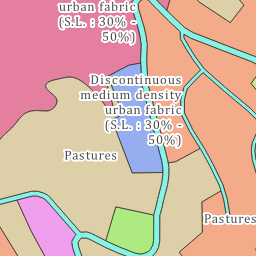 urban fabric
(S.L. : 30% -
50%)
Discontinuous
medium density
urban fabric
(S.L. : 30% -
50%)
Pastures
Pastures